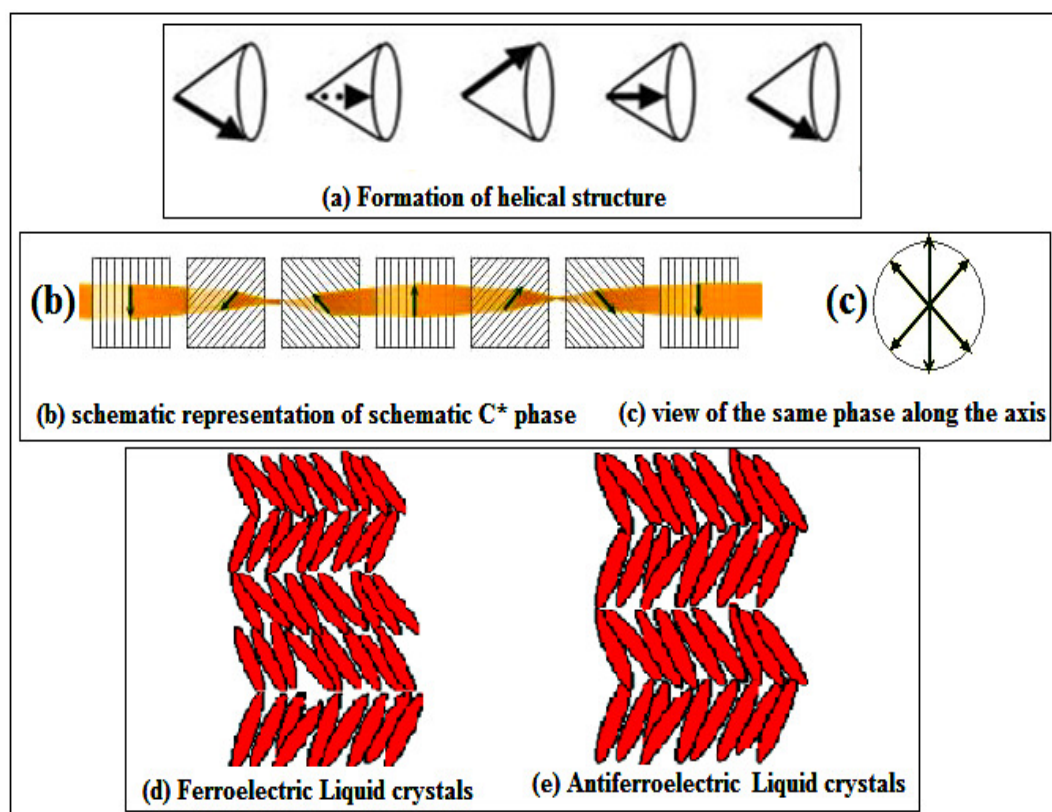 (a) Formation of helical structure
(b)
(c)
(b) schematic representation of schematic C* phase
(c) view of the same phase along the axis
(d) Ferroelectric Liquid crystals
(e) Antiferroelectric Liquid crystals